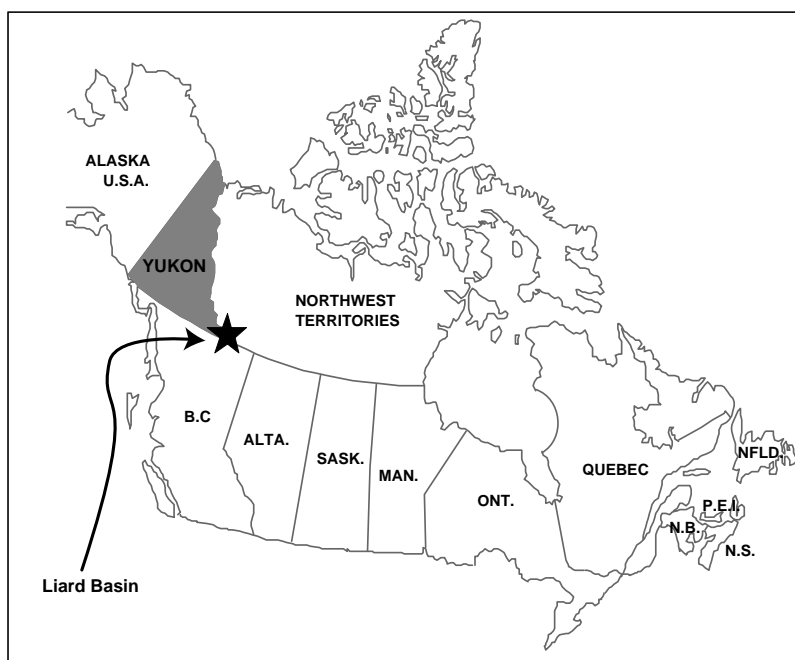 ALASKA
U.S.A.
YUKON
NORTHWEST
TERRITORIES
B.C
ALTA.
SASK.
MAN.
ONT.
QUEBEC
NFLD.
P.E.I.
N.B.
N.S.
Liard Basin